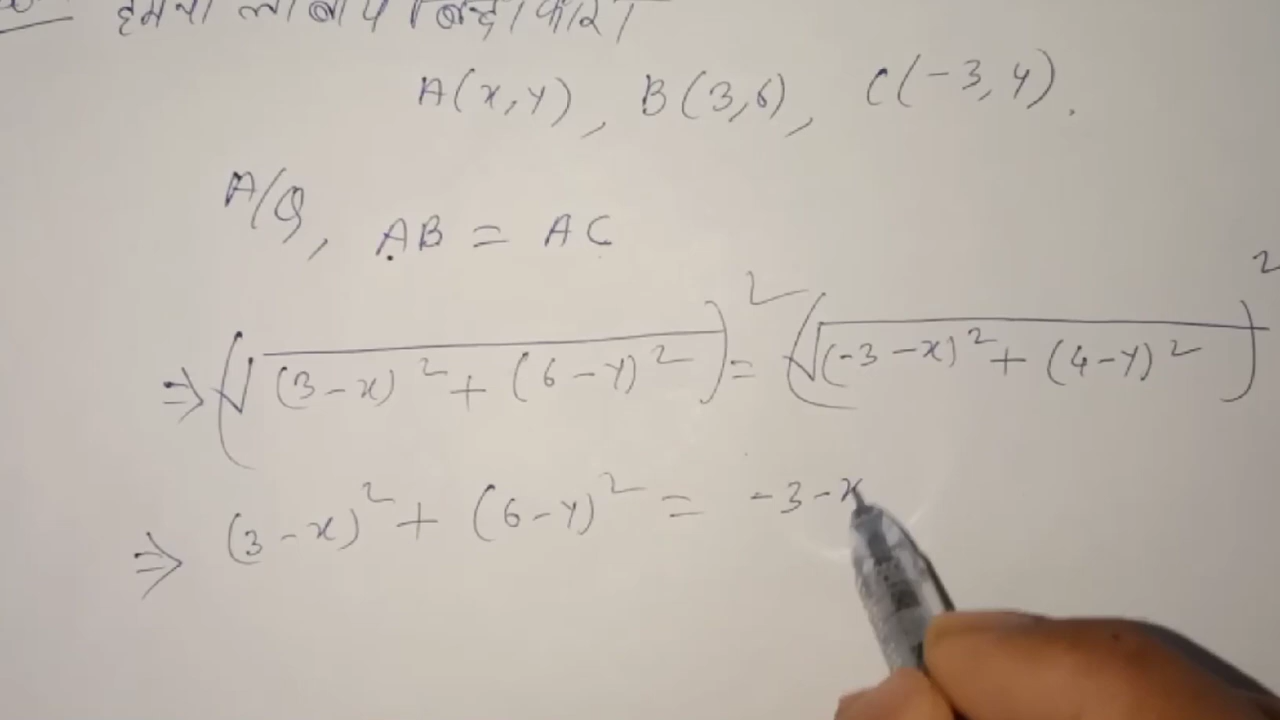 A(x,y), B(3,6), C(-3,4).
A/Q, AB = AC
⇒ (√(3-x)² + (6-y)²)² = (√(-3-x)² + (4-y)²)²
⇒ (3-x)² + (6-y)² = -3-x